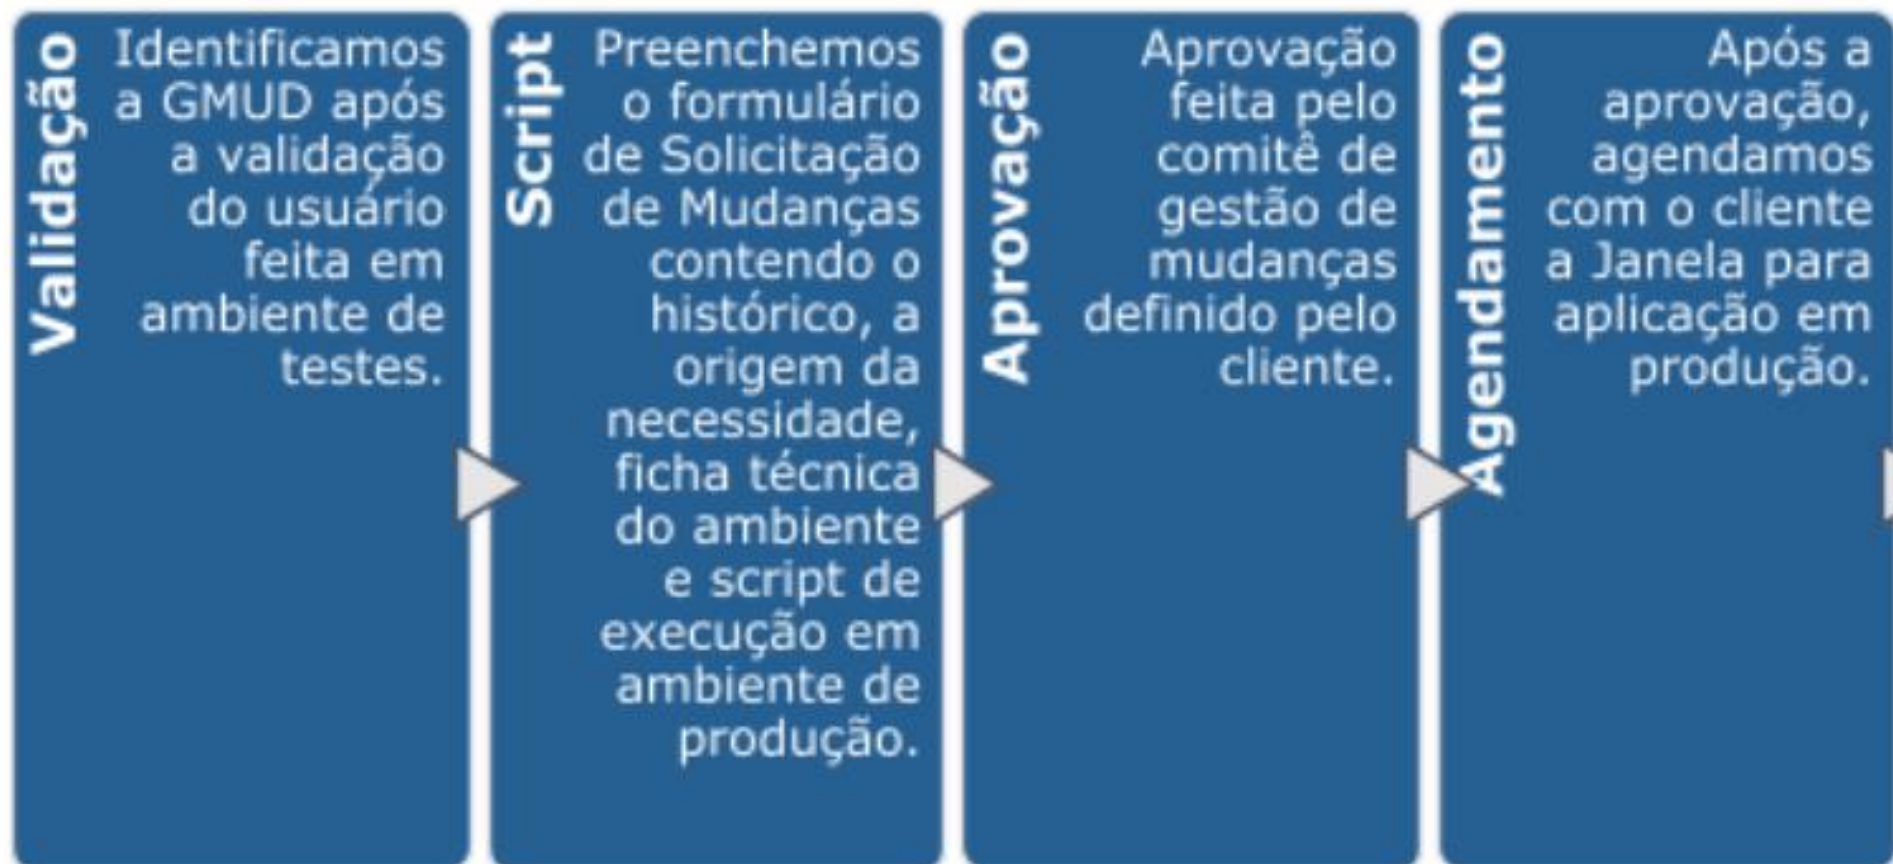 Validação
Identificamos
a GMUD após
a validação
do usuário
feita em
ambiente de
testes.
Script
Preenchemos
o formulário
de Solicitação
de Mudanças
contendo o
histórico, a
origem da
necessidade,
ficha técnica
do ambiente
e script de
execução em
ambiente de
produção.
Aprovação
Aprovação
feita pelo
comitê de
gestão de
mudanças
definido pelo
cliente.
Agendamento
Após a
aprovação,
agendamos
com o cliente
a Janela para
aplicação em
produção.